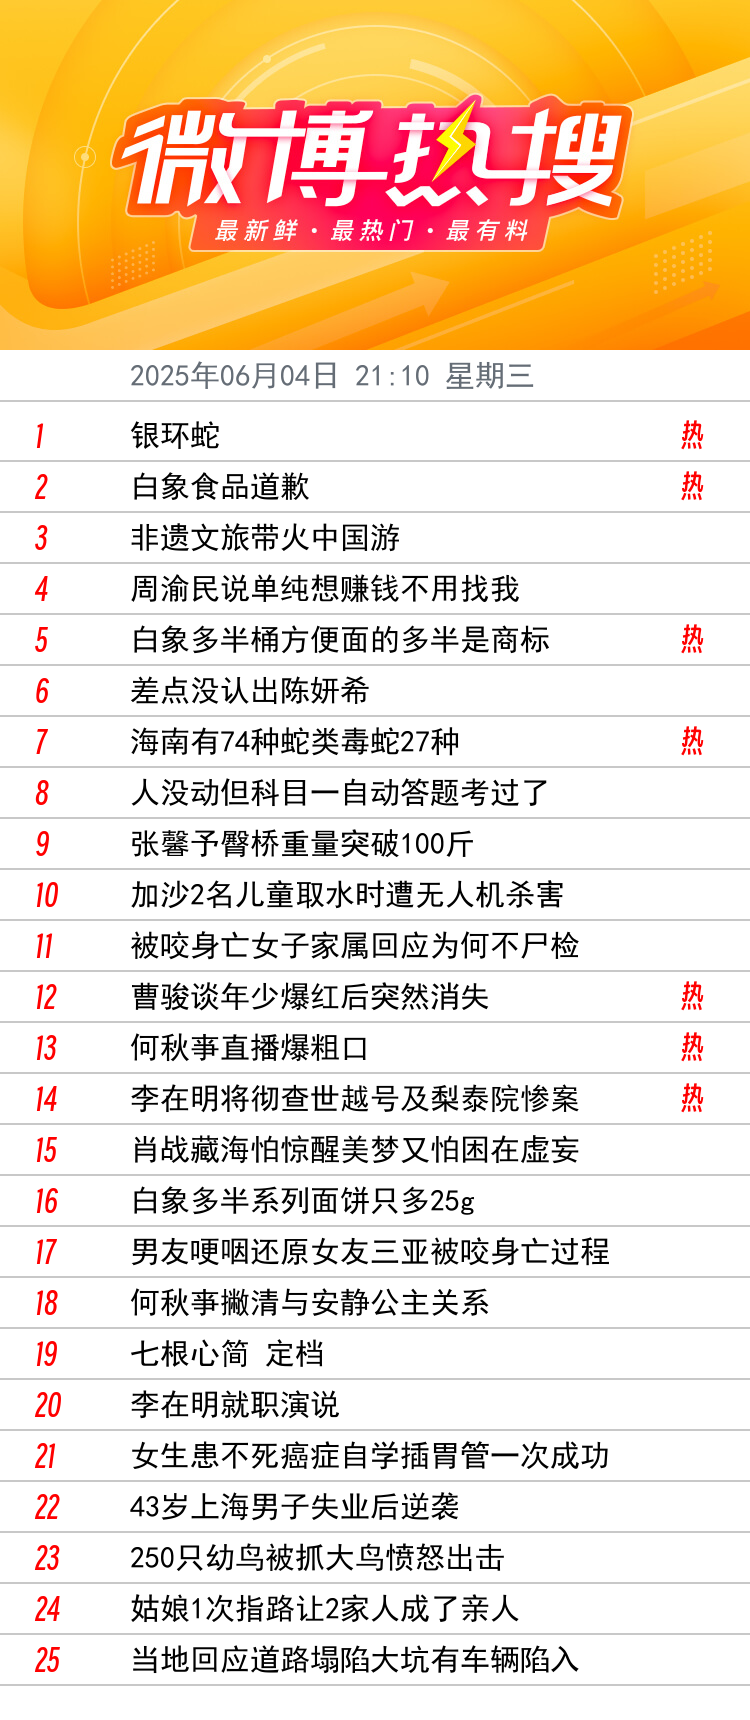 微博热搜
最新鲜·最热门·最有料
2025年06月04日 21:10 星期三
1 银环蛇 热
2 白象食品道歉 热
3 非遗文旅带火中国游
4 周渝民说单纯想赚钱不用找我
5 白象多半桶方便面的多半是商标 热
6 差点没认出陈妍希
7 海南有74种蛇类毒蛇27种 热
8 人没动但科目一自动答题考过了
9 张馨予臀桥重量突破100斤
10 加沙2名儿童取水时遭无人机杀害
11 被咬身亡女子家属回应为何不尸检
12 曹骏谈年少爆红后突然消失 热
13 何秋亊直播爆粗口 热
14 李在明将彻查世越号及梨泰院惨案 热
15 肖战藏海怕惊醒美梦又怕困在虚妄
16 白象多半系列面饼只多25g
17 男友哽咽还原女友三亚被咬身亡过程
18 何秋亊撇清与安静公主关系
19 七根心简 定档
20 李在明就职演说
21 女生患不死癌症自学插胃管一次成功
22 43岁上海男子失业后逆袭
23 250只幼鸟被抓大鸟愤怒出击
24 姑娘1次指路让2家人成了亲人
25 当地回应道路塌陷大坑有车辆陷入